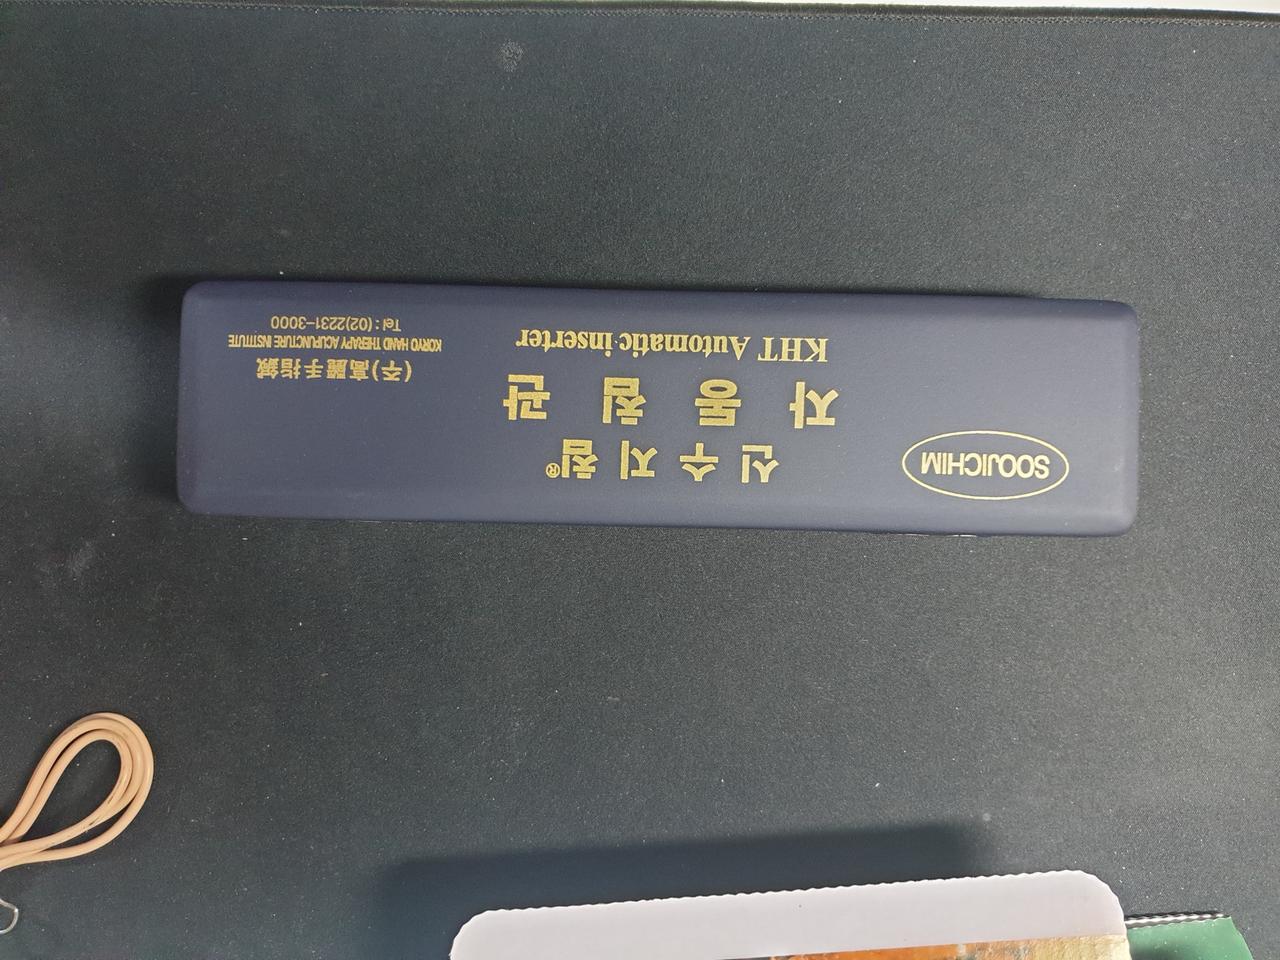 SOOJICHIM
신수지침®
자동침관
KHT Automatic inserter
(주)高麗手指鍼
KORYO HAND THERAPY ACUPUNCTURE INSTITUTE
Tel : (02)2231-3000